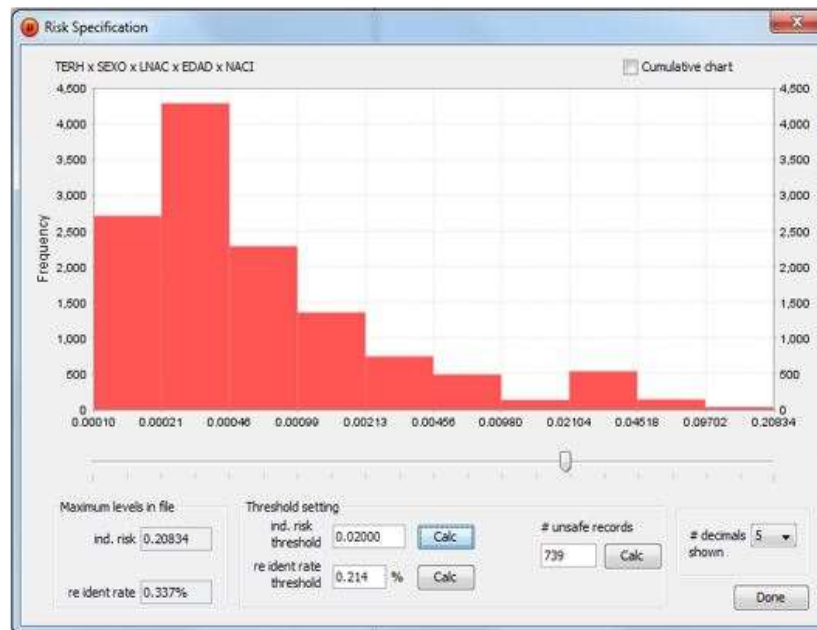 Risk Specification
TERH x SEXO x LNAC x EDAD x NACI
Cumulative chart
4,500
4,000
3,500
3,000
2,500
2,000
1,500
1,000
500
0
Frequency
4,500
4,000
3,500
3,000
2,500
2,000
1,500
1,000
500
0
0.00010 0.00021 0.00046 0.00099 0.00213 0.00456 0.00980 0.02104 0.04518 0.09702 0.20834
Maximum levels in file
ind. risk 0.20834
re ident rate 0.337%
Threshold setting
ind. risk threshold 0.02000 Calc
re ident rate threshold 0.214 % Calc
# unsafe records
739 Calc
# decimals shown 5
Done